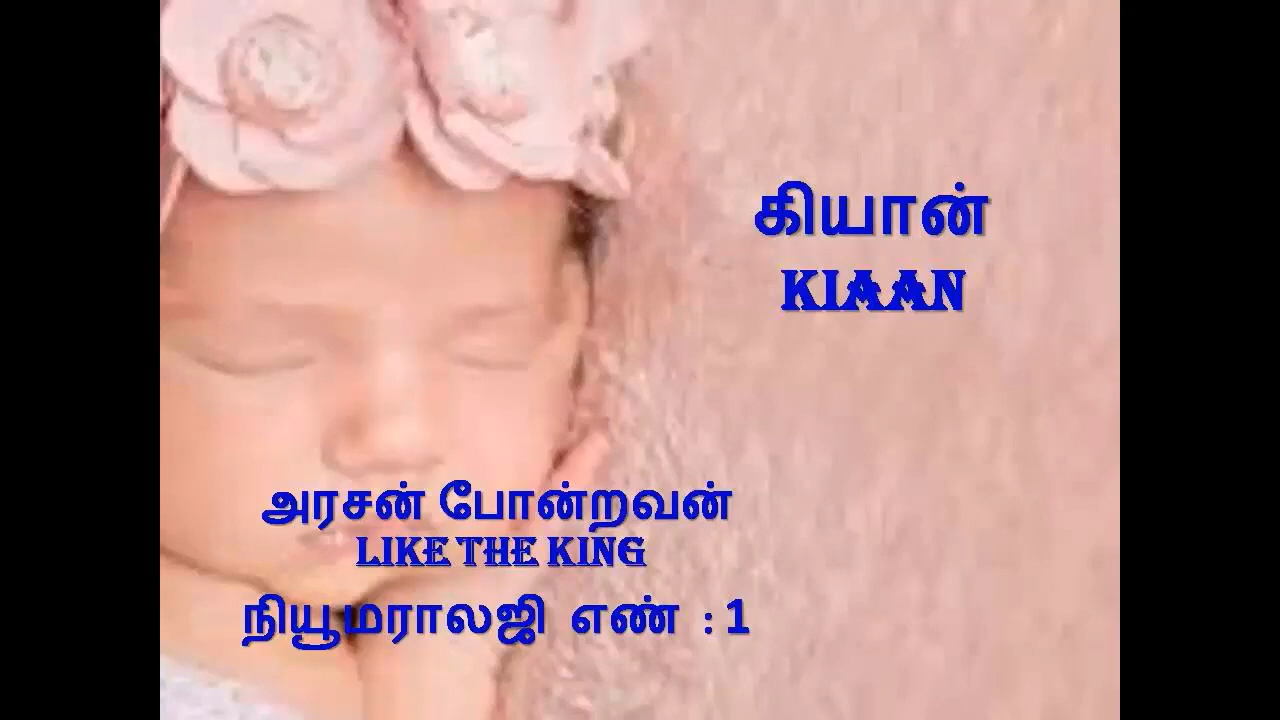 கியான்
KIAAN
அரசன் போன்றவன்
LIKE THE KING
நியூமராலஜி எண் : 1